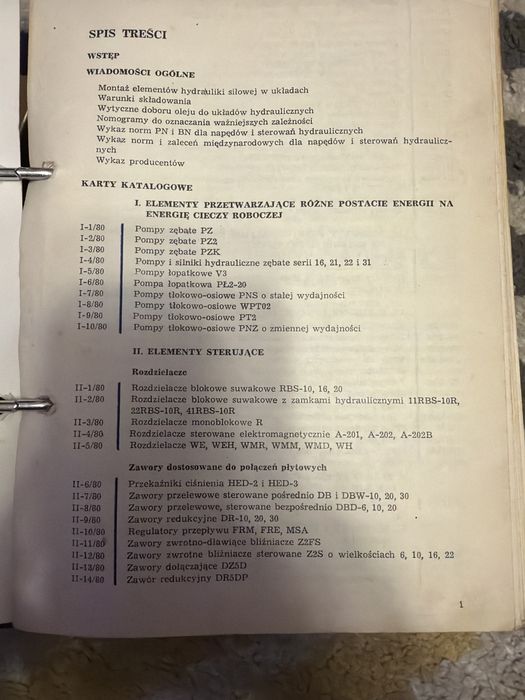 SPIS TREŚCI
WSTĘP
WIADOMOŚCI OGÓLNE
Montaż elementów hydrauliki siłowej w układach
Warunki składowania
Wytyczne doboru oleju do układów hydraulicznych
Nomogramy do oznaczania ważniejszych zależności
Wykaz norm PN i BN dla napędów i sterowań hydraulicznych
Wykaz norm i zaleceń międzynarodowych dla napędów i sterowań hydraulicz-
nych
Wykaz producentów
KARTY KATALOGOWE
I. ELEMENTY PRZETWARZAJĄCE RÓŻNE POSTACIE ENERGII NA
ENERGIĘ CIECZY ROBOCZEJ
I-1/80 Pompy zębate PZ
I-2/80 Pompy zębate PZ2
I-3/80 Pompy zębate PZK
I-4/80 Pompy i silniki hydrauliczne zębate serii 16, 21, 22 i 31
I-5/80 Pompy łopatkowe V3
I-6/80 Pompa łopatkowa PŁ2-20
I-7/80 Pompy tłokowo-osiowe PNS o stałej wydajności
I-8/80 Pompy tłokowo-osiowe WPT02
I-9/80 Pompy tłokowo-osiowe PT2
I-10/80 Pompy tłokowo-osiowe PNZ o zmiennej wydajności
II. ELEMENTY STERUJĄCE
Rozdzielacze
II-1/80 Rozdzielacze blokowe suwakowe RBS-10, 16, 20
II-2/80 Rozdzielacze blokowe suwakowe z zamkami hydraulicznymi 11RBS-10R,
22RBS-10R, 41RBS-10R
II-3/80 Rozdzielacze monoblokowe R
II-4/80 Rozdzielacze sterowane elektromagnetycznie A-201, A-202, A-202B
II-5/80 Rozdzielacze WE, WEH, WMR, WMM, WMD, WH
Zawory dostosowane do połączeń płytowych
II-6/80 Przekaźniki ciśnienia HED-2 i HED-3
II-7/80 Zawory przelewowe sterowane pośrednio DB i DBW-10, 20, 30
II-8/80 Zawory przelewowe, sterowane bezpośrednio DBD-6, 10, 20
II-9/80 Zawory redukcyjne DR-10, 20, 30
II-10/80 Regulatory przepływu FRM, FRE, MSA
II-11/80 Zawory zwrotno-dławiące bliźniacze Z2FS
II-12/80 Zawory zwrotne bliźniacze sterowane Z2S o wielkościach 6, 10, 16, 22
II-13/80 Zawory dołączające DZ5D
II-14/80 Zawór redukcyjny DR5DP
1